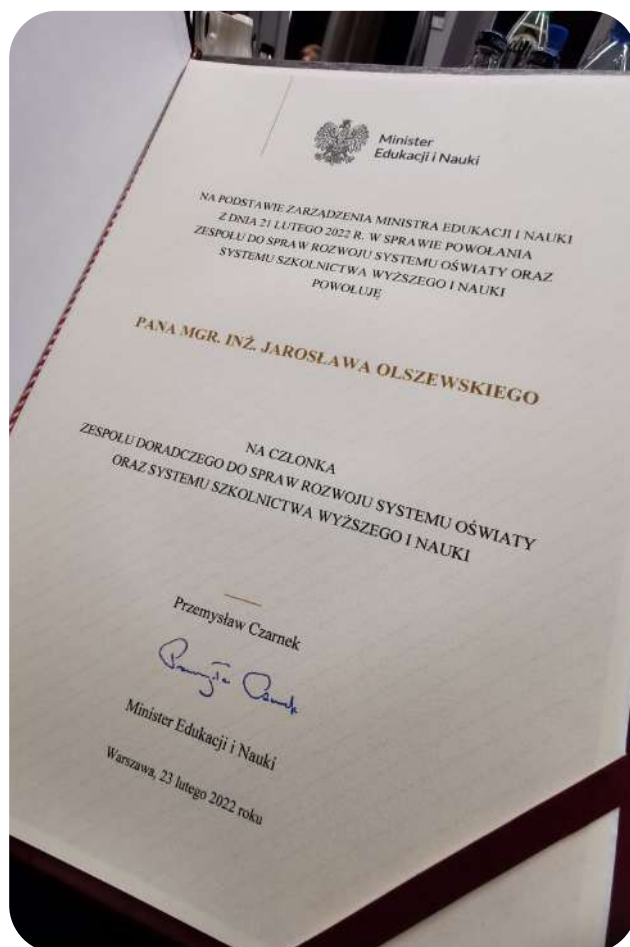 Minister
Edukacji i Nauki
NA PODSTAWIE ZARZĄDZENIA MINISTRA EDUKACJI I NAUKI
Z DNIA 21 LUTEGO 2022 R. W SPRAWIE POWOŁANIA
ZESPOŁU DO SPRAW ROZWOJU SYSTEMU OŚWIATY ORAZ
SYSTEMU SZKOLNICTWA WYŻSZEGO I NAUKI
POWOŁUJĘ
PANA MGR. INŻ. JAROSŁAWA OLSZEWSKIEGO
NA CZŁONKA
ZESPOŁU DORADCZEGO DO SPRAW ROZWOJU SYSTEMU OŚWIATY
ORAZ SYSTEMU SZKOLNICTWA WYŻSZEGO I NAUKI
Przemysław Czarnek
Przemysław Czarnek
Minister Edukacji i Nauki
Warszawa, 23 lutego 2022 roku